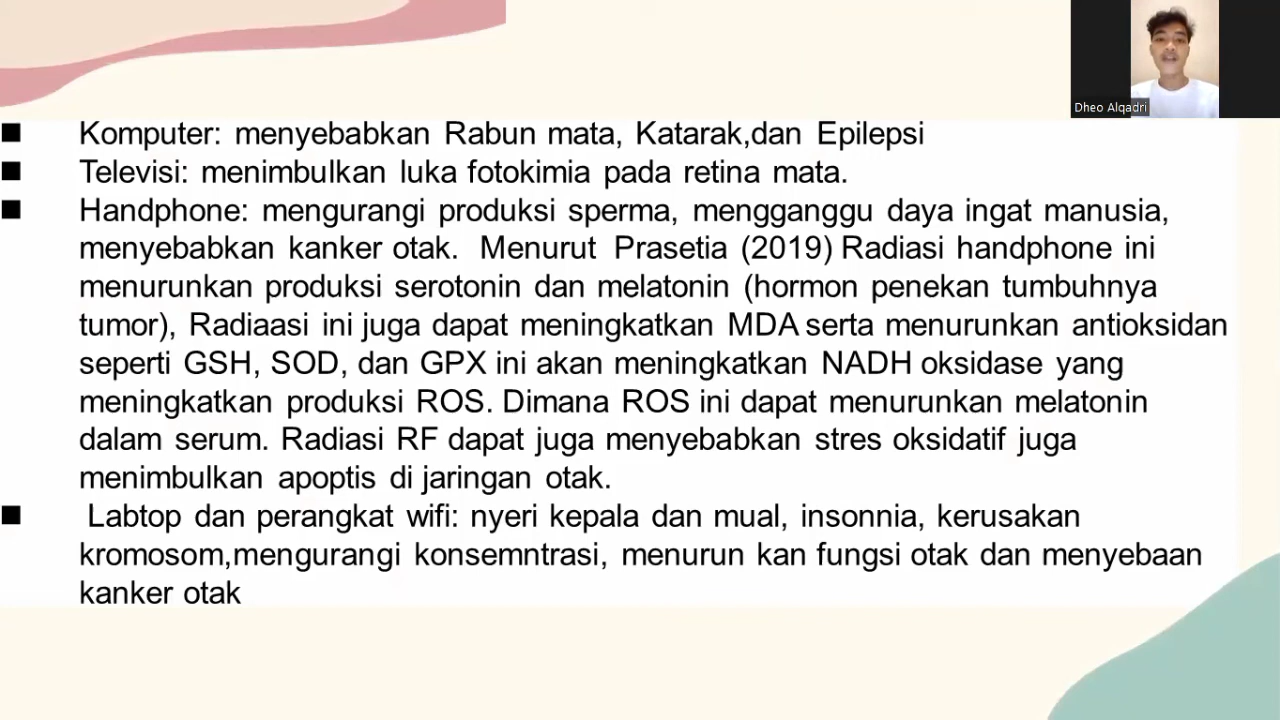 Dheo Alqadri
■ Komputer: menyebabkan Rabun mata, Katarak,dan Epilepsi
■ Televisi: menimbulkan luka fotokimia pada retina mata.
■ Handphone: mengurangi produksi sperma, mengganggu daya ingat manusia,
menyebabkan kanker otak. Menurut Prasetia (2019) Radiasi handphone ini
menurunkan produksi serotonin dan melatonin (hormon penekan tumbuhnya
tumor), Radiaasi ini juga dapat meningkatkan MDA serta menurunkan antioksidan
seperti GSH, SOD, dan GPX ini akan meningkatkan NADH oksidase yang
meningkatkan produksi ROS. Dimana ROS ini dapat menurunkan melatonin
dalam serum. Radiasi RF dapat juga menyebabkan stres oksidatif juga
menimbulkan apoptis di jaringan otak.
■ Labtop dan perangkat wifi: nyeri kepala dan mual, insonnia, kerusakan
kromosom,mengurangi konsemntrasi, menurun kan fungsi otak dan menyebaan
kanker otak